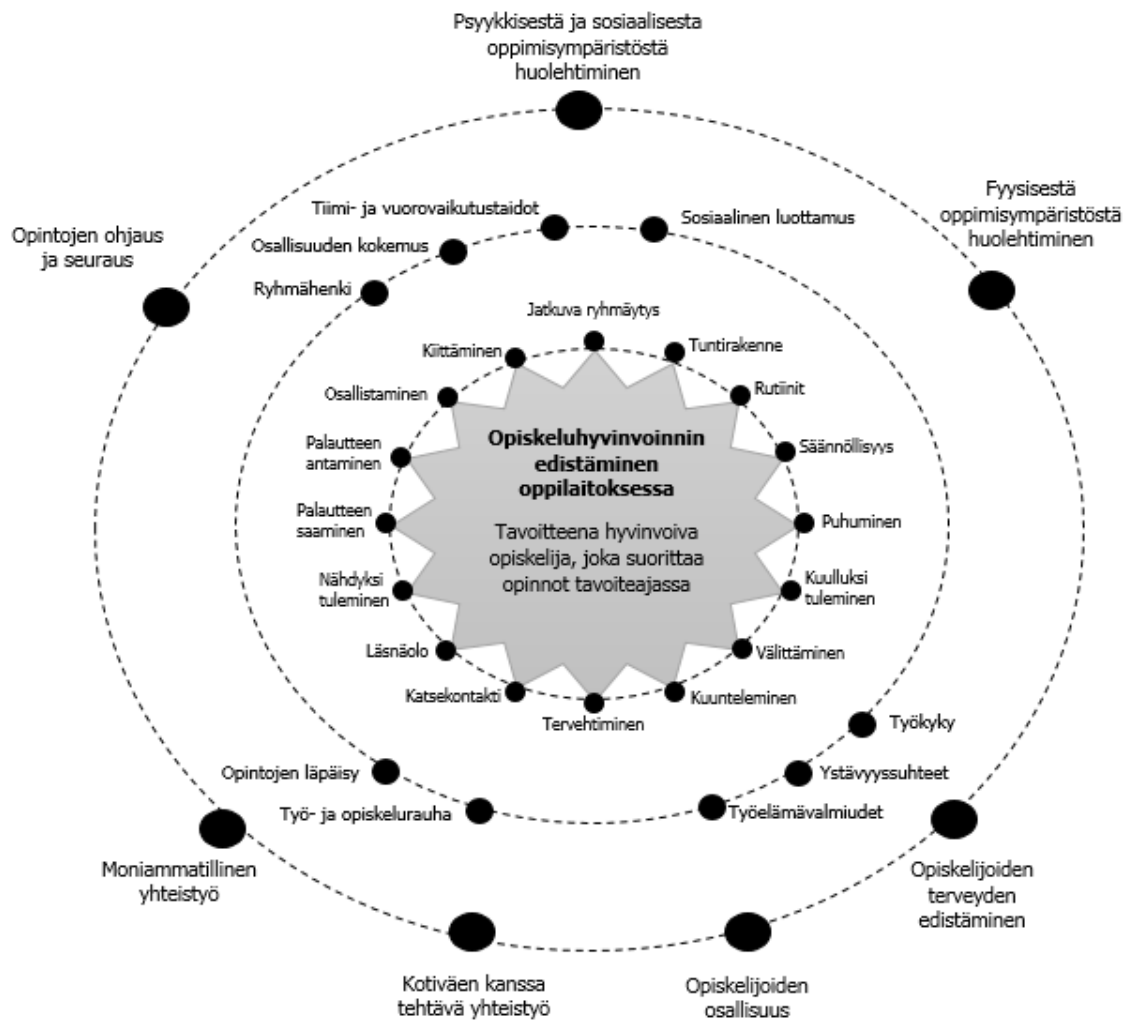 Psyykkisestä ja sosiaalisesta
oppimisympäristöstä
huolehtiminen
Fyysisestä
oppimisympäristöstä
huolehtiminen
Opintojen ohjaus
ja seuraus
Tiimi- ja vuorovaikutustaidot
Sosiaalinen luottamus
Osallisuuden kokemus
Ryhmähenki
Jatkuva ryhmäytys
Kiittäminen
Tuntirakenne
Osallistaminen
Rutiinit
Palautteen
antaminen
Säännöllisyys
Opiskeluhyvinvoinnin
edistäminen
oppilaitoksessa
Tavoitteena hyvinvoiva
opiskelija, joka suorittaa
opinnot tavoiteajassa
Palautteen
saaminen
Puhuminen
Nähdyksi
tuleminen
Kuulluksi
tuleminen
Läsnäolo
Välittäminen
Katsekontakti
Kuunteleminen
Tervehtiminen
Työkyky
Opintojen läpäisy
Ystävyyssuhteet
Työ- ja opiskelurauha
Työelämävalmiudet
Moniammatillinen
yhteistyö
Opiskelijoiden
terveyden
edistäminen
Kotiväen kanssa
tehtävä yhteistyö
Opiskelijoiden
osallisuus